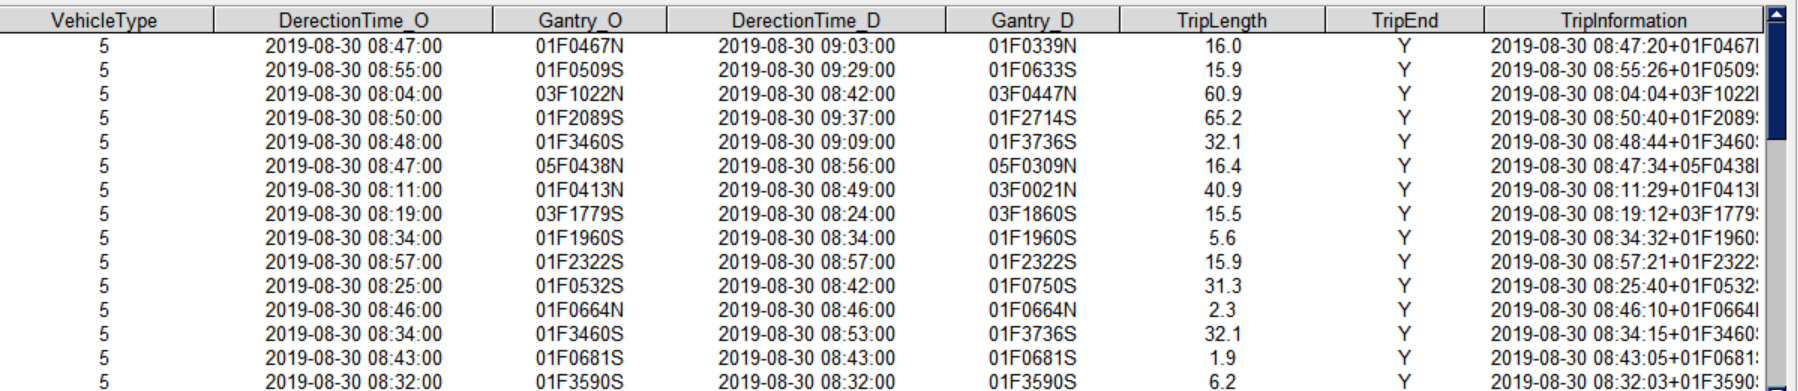 VehicleType DerectionTime_O Gantry_O DerectionTime_D Gantry_D TripLength TripEnd TripInformation
5 2019-08-30 08:47:00 01F0467N 2019-08-30 09:03:00 01F0339N 16.0 Y 2019-08-30 08:47:20+01F0467
5 2019-08-30 08:55:00 01F0509S 2019-08-30 09:29:00 01F0633S 15.9 Y 2019-08-30 08:55:26+01F0509
5 2019-08-30 08:04:00 03F1022N 2019-08-30 08:42:00 03F0447N 60.9 Y 2019-08-30 08:04:04+03F1022
5 2019-08-30 08:50:00 01F2089S 2019-08-30 09:37:00 01F2714S 65.2 Y 2019-08-30 08:50:40+01F2089
5 2019-08-30 08:48:00 01F3460S 2019-08-30 09:09:00 01F3736S 32.1 Y 2019-08-30 08:48:44+01F3460
5 2019-08-30 08:47:00 05F0438N 2019-08-30 08:56:00 05F0309N 16.4 Y 2019-08-30 08:47:34+05F0438
5 2019-08-30 08:11:00 01F0413N 2019-08-30 08:49:00 03F0021N 40.9 Y 2019-08-30 08:11:29+01F0413
5 2019-08-30 08:19:00 03F1779S 2019-08-30 08:24:00 03F1860S 15.5 Y 2019-08-30 08:19:12+03F1779
5 2019-08-30 08:34:00 01F1960S 2019-08-30 08:34:00 01F1960S 5.6 Y 2019-08-30 08:34:32+01F1960
5 2019-08-30 08:57:00 01F2322S 2019-08-30 08:57:00 01F2322S 15.9 Y 2019-08-30 08:57:21+01F2322
5 2019-08-30 08:25:00 01F0532S 2019-08-30 08:42:00 01F0750S 31.3 Y 2019-08-30 08:25:40+01F0532
5 2019-08-30 08:46:00 01F0664N 2019-08-30 08:46:00 01F0664N 2.3 Y 2019-08-30 08:46:10+01F0664
5 2019-08-30 08:34:00 01F3460S 2019-08-30 08:53:00 01F3736S 32.1 Y 2019-08-30 08:34:15+01F3460
5 2019-08-30 08:43:00 01F0681S 2019-08-30 08:43:00 01F0681S 1.9 Y 2019-08-30 08:43:05+01F0681
5 2019-08-30 08:32:00 01F3590S 2019-08-30 08:32:00 01F3590S 6.2 Y 2019-08-30 08:32:03+01F3590